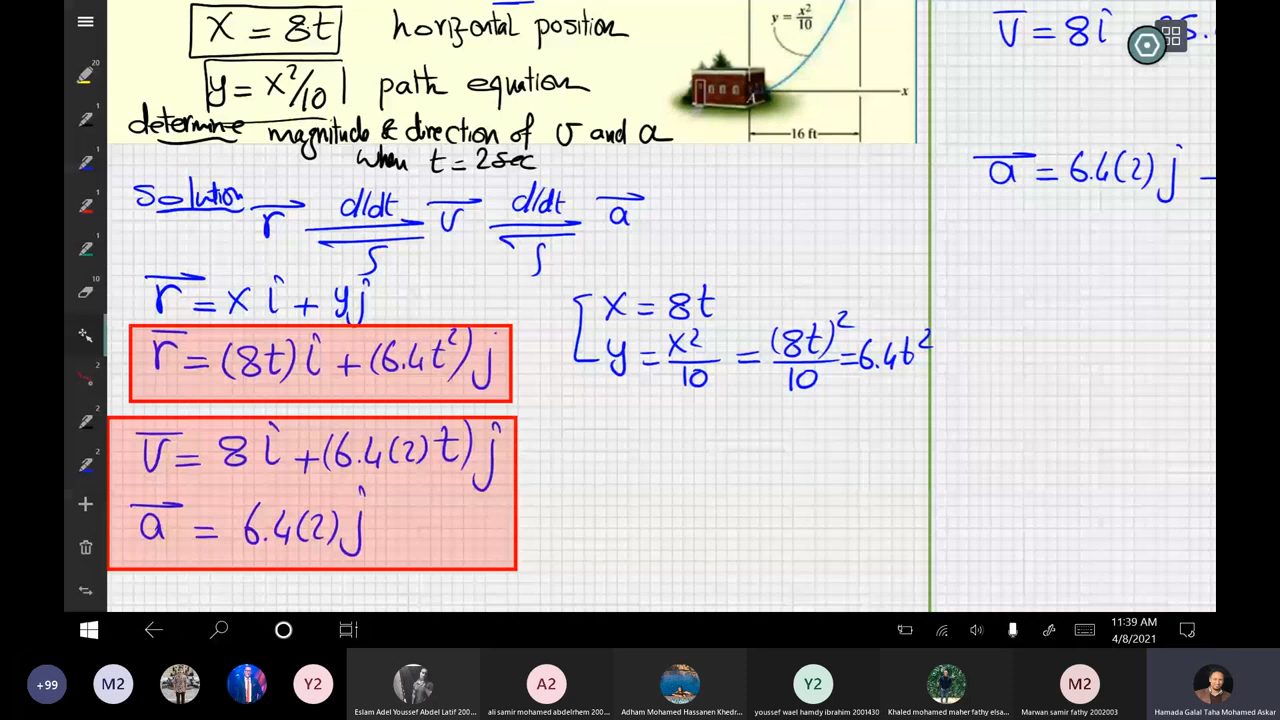 x = 8t horizontal position
y = x²/10
y = x²/10 path equation
A
x
16 ft
determine magnitude & direction of v and a
when t = 2 sec
Solution r d/dt v d/dt a
∫ ∫
r = x i + y j
r = (8t) i + (6.4t²) j
x = 8t
y = x²/10 = (8t)²/10 = 6.4t²
v = 8 i + (6.4(2) t) j
a = 6.4(2) j
v = 8 i
a = 6.4(2) j
11:39 AM
4/8/2021
+99
M2
Y2
Eslam Adel Youssef Abdel Latif 200...
A2
ali samir mohamed abdelrhem 2000...
Adham Mohamed Hassanen Khedr...
Y2
youssef wael hamdy ibrahim 2001430
Khaled mohamed maher fathy elsa...
M2
Marwan samir fathy 2002003
Hamada Galal Taha Mohamed Askar